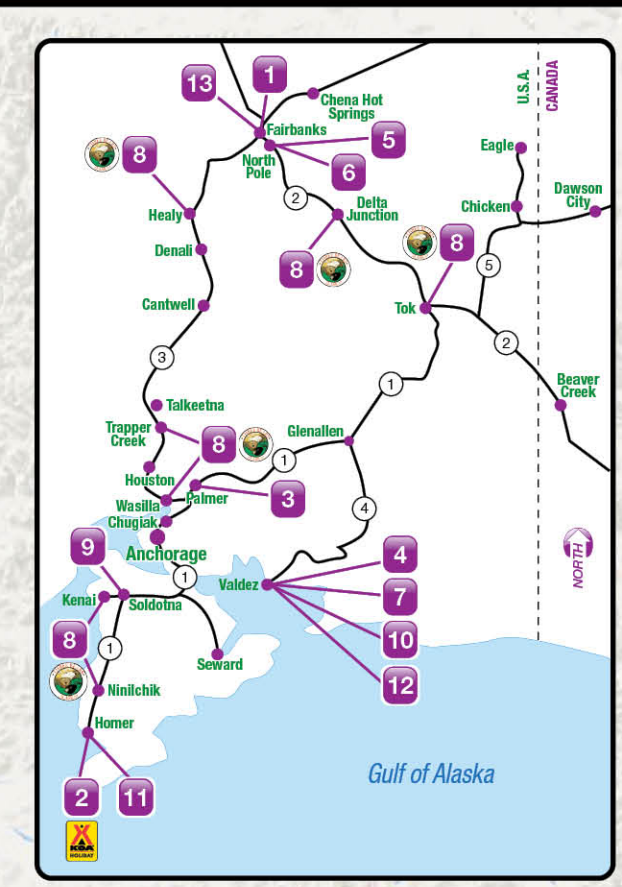 13
1
Chena Hot
Springs
U.S.A.
CANADA
Fairbanks
5
North
Pole
6
Eagle
8
2
Delta
Junction
Chicken
Dawson
City
Healy
8
8
Denali
5
Cantwell
Tok
2
3
1
Beaver
Creek
Talkeetna
Trapper
Creek
8
Glenallen
1
Houston
Palmer
3
Wasilla
Chugiak
4
Anchorage
9
1
Valdez
4
NORTH
7
Kenai
Soldotna
10
8
1
Seward
12
Ninilchik
Homer
2
11
Gulf of Alaska
KOA
HOLIDAY